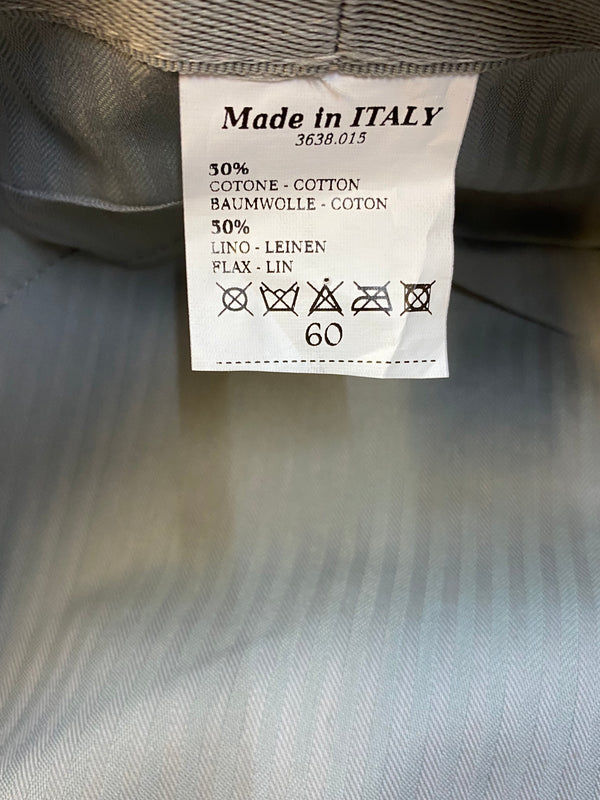 Made in ITALY
3638.015
50%
COTONE - COTTON
BAUMWOLLE - COTON
50%
LINO - LEINEN
FLAX - LIN
60